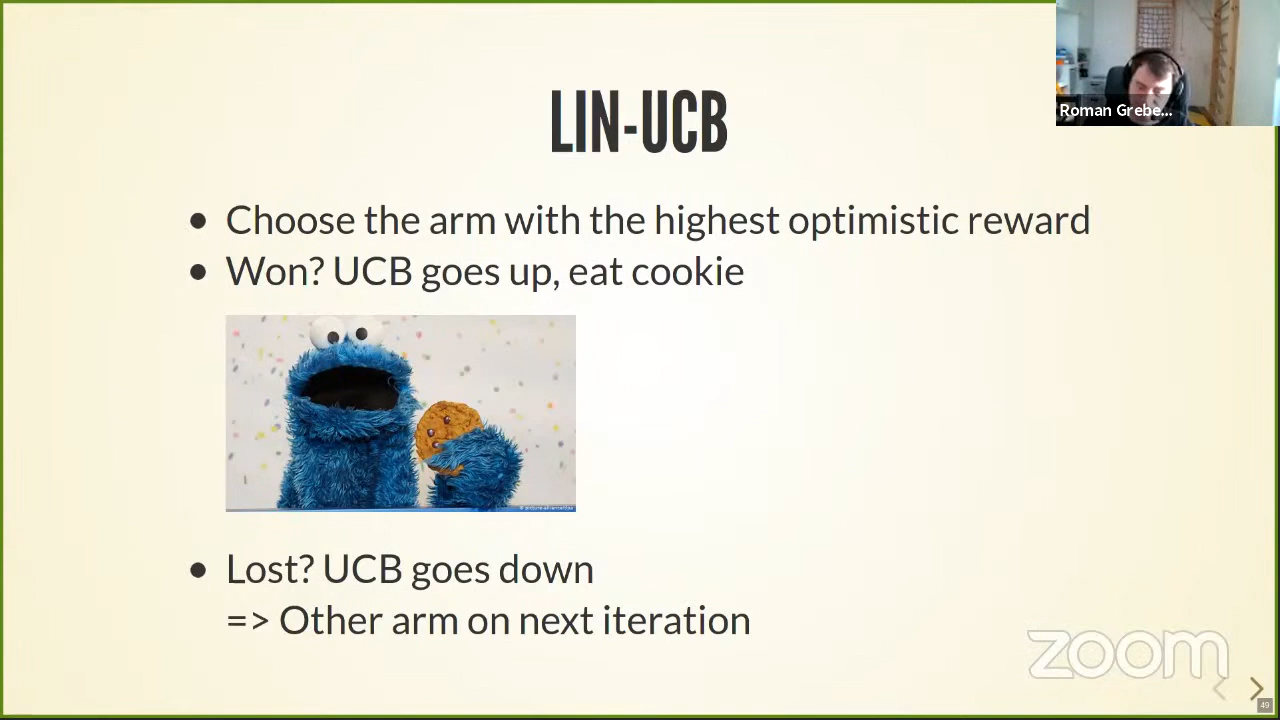 LIN-UCB
Roman Grebe...
Choose the arm with the highest optimistic reward
Won? UCB goes up, eat cookie
Lost? UCB goes down
=> Other arm on next iteration
zoom
49